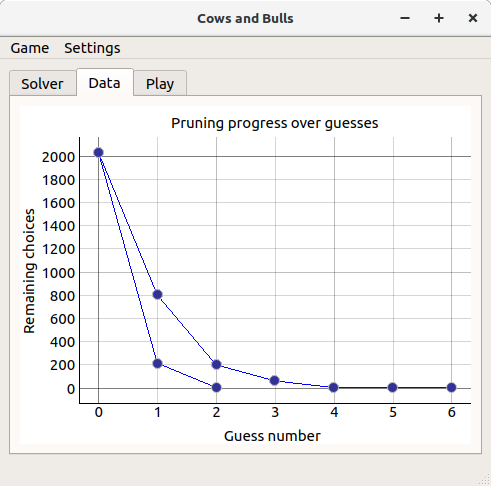 Cows and Bulls
Game Settings
Solver Data Play
Pruning progress over guesses
2000
1800
1600
1400
1200
1000
800
600
400
200
0
Remaining choices
0 1 2 3 4 5 6
Guess number